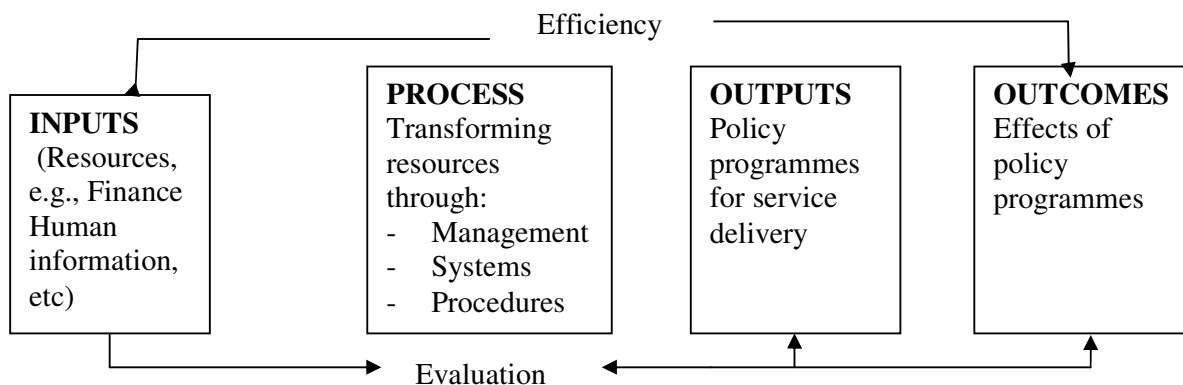 Efficiency
INPUTS
(Resources,
e.g., Finance
Human
information,
etc)
PROCESS
Transforming
resources
through:
- Management
- Systems
- Procedures
OUTPUTS
Policy
programmes
for service
delivery
OUTCOMES
Effects of
policy
programmes
Evaluation